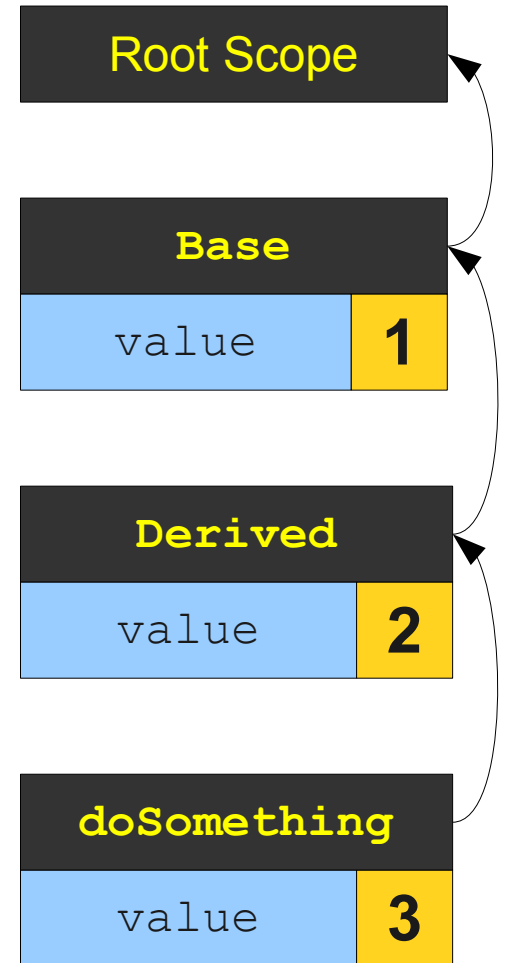 Root Scope
Base
value 1
Derived
value 2
doSomething
value 3